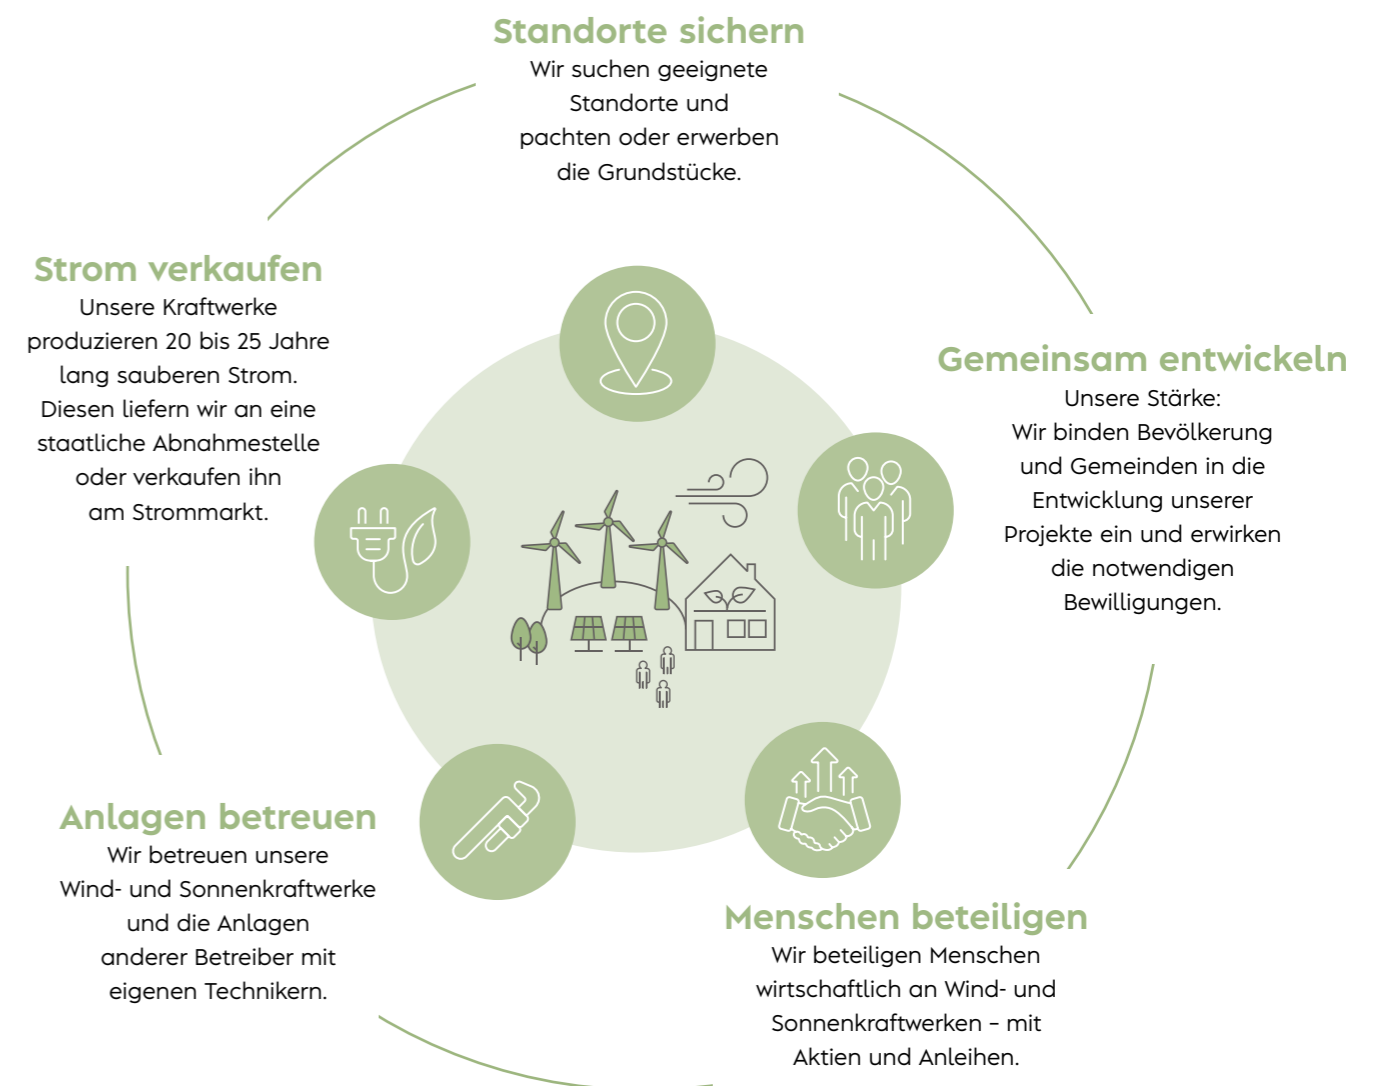 Standorte sichern
Wir suchen geeignete
Standorte und
pachten oder erwerben
die Grundstücke.
Gemeinsam entwickeln
Unsere Stärke:
Wir binden Bevölkerung
und Gemeinden in die
Entwicklung unserer
Projekte ein und erwirken
die notwendigen
Bewilligungen.
Menschen beteiligen
Wir beteiligen Menschen
wirtschaftlich an Wind- und
Sonnenkraftwerken – mit
Aktien und Anleihen.
Anlagen betreuen
Wir betreuen unsere
Wind- und Sonnenkraftwerke
und die Anlagen
anderer Betreiber mit
eigenen Technikern.
Strom verkaufen
Unsere Kraftwerke
produzieren 20 bis 25 Jahre
lang sauberen Strom.
Diesen liefern wir an eine
staatliche Abnahmestelle
oder verkaufen ihn
am Strommarkt.